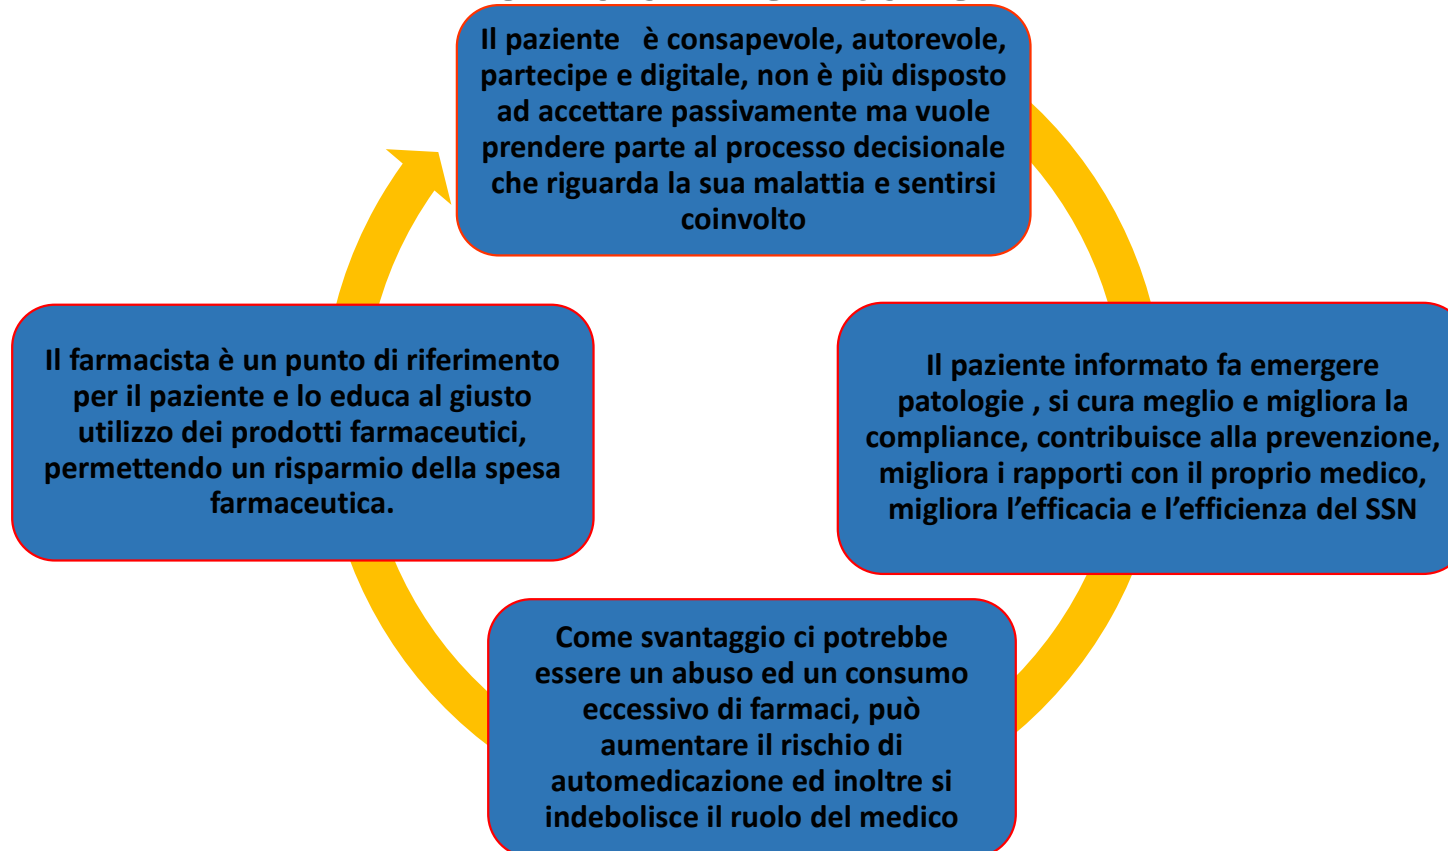 Il paziente è consapevole, autorevole,
partecipe e digitale, non è più disposto
ad accettare passivamente ma vuole
prendere parte al processo decisionale
che riguarda la sua malattia e sentirsi
coinvolto
Il paziente informato fa emergere
patologie , si cura meglio e migliora la
compliance, contribuisce alla prevenzione,
migliora i rapporti con il proprio medico,
migliora l’efficacia e l’efficienza del SSN
Come svantaggio ci potrebbe
essere un abuso ed un consumo
eccessivo di farmaci, può
aumentare il rischio di
automedicazione ed inoltre si
indebolisce il ruolo del medico
Il farmacista è un punto di riferimento
per il paziente e lo educa al giusto
utilizzo dei prodotti farmaceutici,
permettendo un risparmio della spesa
farmaceutica.